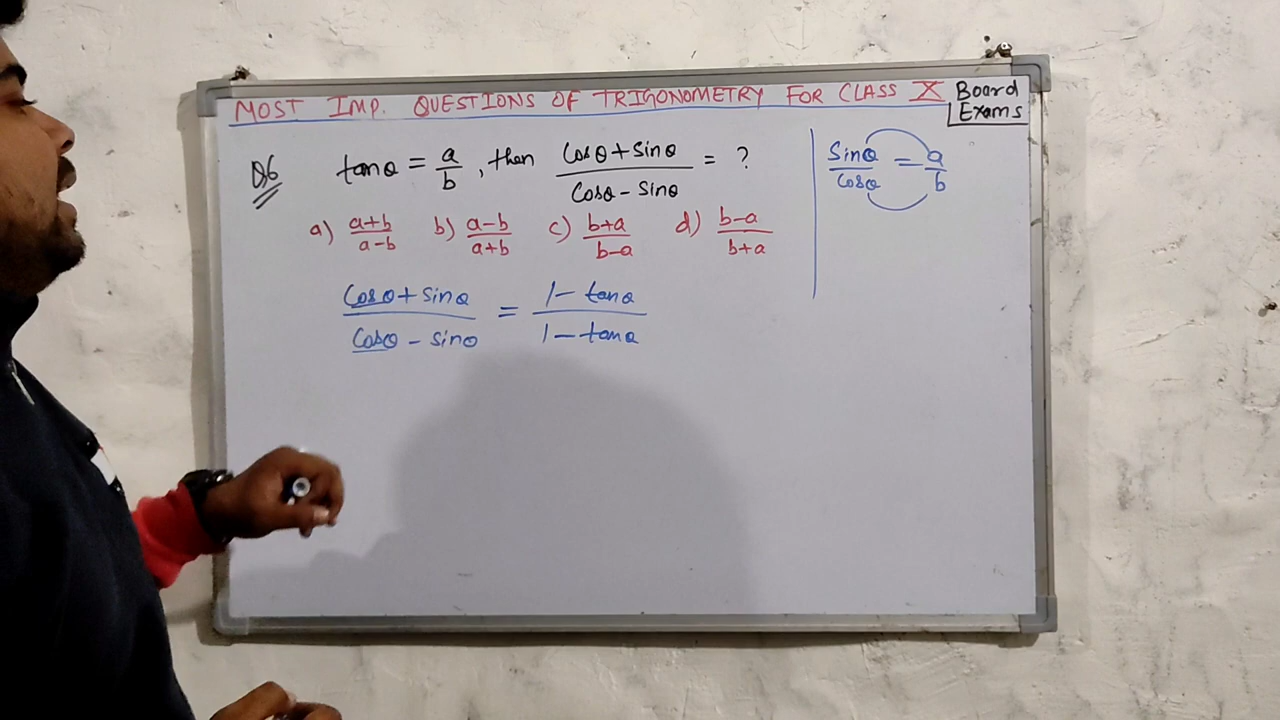 MOST IMP. QUESTIONS OF TRIGONOMETRY FOR CLASS X Board Exams
Q6 tanθ = a/b , then (Cosθ + sinθ)/(Cosθ - Sinθ) = ?
a) (a+b)/(a-b) b) (a-b)/(a+b) c) (b+a)/(b-a) d) (b-a)/(b+a)
(Cosθ + sinθ)/(Cosθ - sinθ) = (1 - tanθ)/(1 - tanθ)
Sinθ/Cosθ = a/b